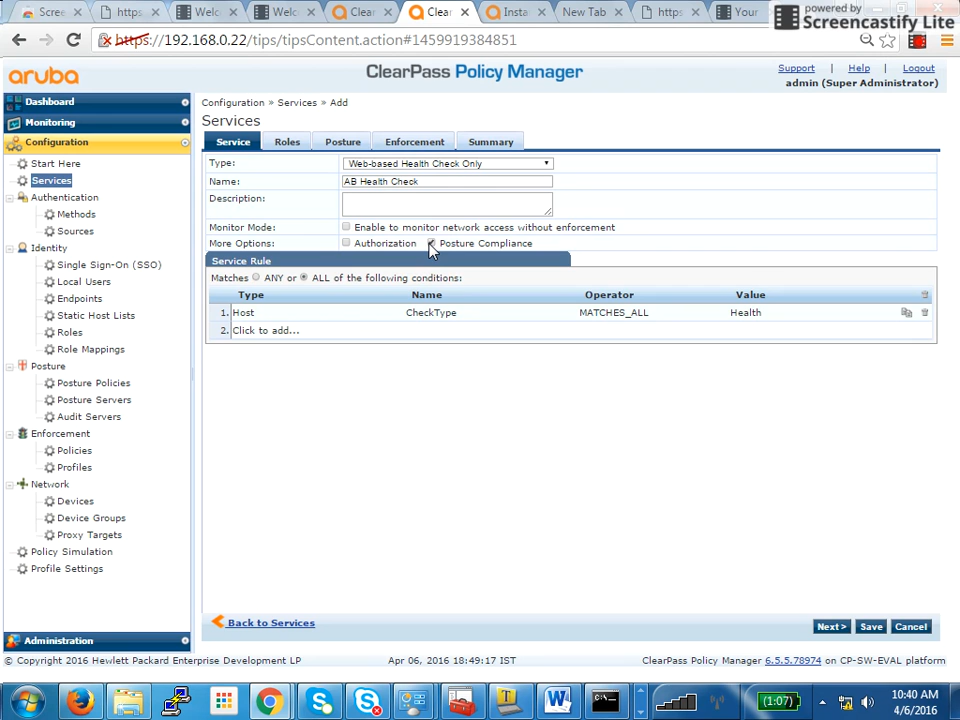 Scree
https
Welc
Welc
Clear
Clear
Insta
New Tab
https
Your
powered by
Screencastify Lite
https://192.168.0.22/tips/tipsContent.action#1459919384851
aruba
ClearPass Policy Manager
Support | Help | Logout
admin (Super Administrator)
Dashboard
Monitoring
Configuration
Start Here
Services
Authentication
Methods
Sources
Identity
Single Sign-On (SSO)
Local Users
Endpoints
Static Host Lists
Roles
Role Mappings
Posture
Posture Policies
Posture Servers
Audit Servers
Enforcement
Policies
Profiles
Network
Devices
Device Groups
Proxy Targets
Policy Simulation
Profile Settings
Administration
Configuration » Services » Add
Services
Service Roles Posture Enforcement Summary
Type: Web-based Health Check Only
Name: AB Health Check
Description:
Monitor Mode: Enable to monitor network access without enforcement
More Options: Authorization Posture Compliance
Service Rule
Matches ANY or ALL of the following conditions:
Type Name Operator Value
1. Host CheckType MATCHES_ALL Health
2. Click to add...
Back to Services
Next > Save Cancel
© Copyright 2016 Hewlett Packard Enterprise Development LP Apr 06, 2016 18:49:17 IST ClearPass Policy Manager 6.5.5.78974 on CP-SW-EVAL platform
(1:07)
10:40 AM
4/6/2016